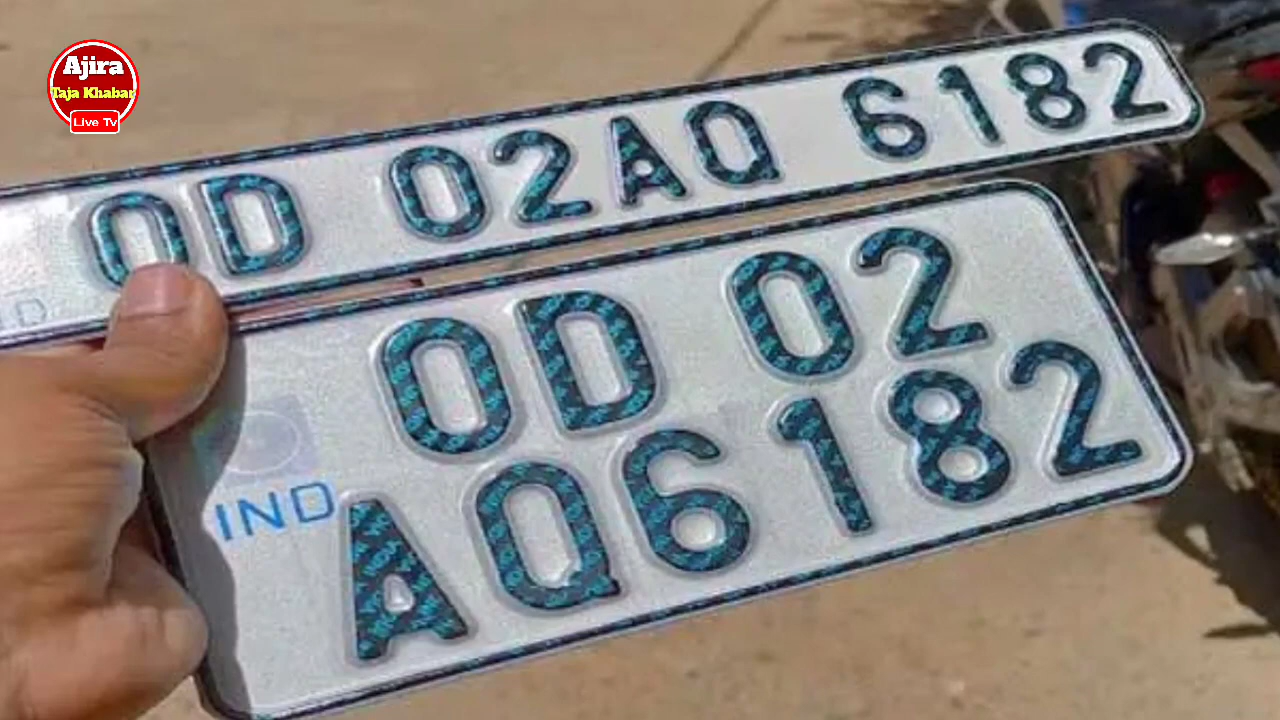 Ajira
Taja Khabar
Live Tv
OD 02AQ 6182
OD 02
IND
AQ6182